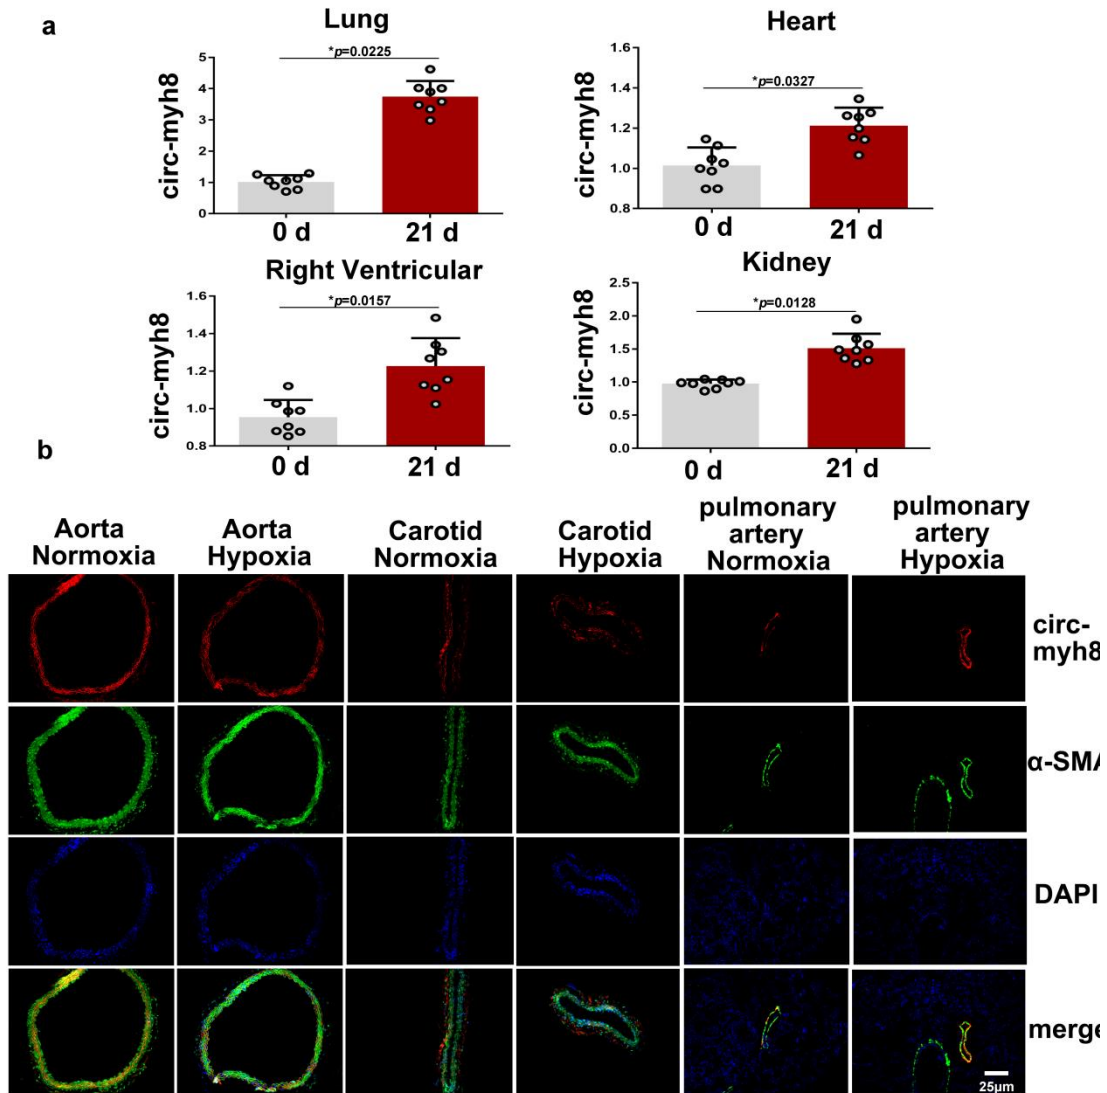 a
Lung
circ-myh8
*p=0.0225
5
4
3
2
1
0
0 d
21 d
Heart
circ-myh8
*p=0.0327
1.6
1.4
1.2
1.0
0.8
0 d
21 d
Right Ventricular
circ-myh8
*p=0.0157
1.6
1.4
1.2
1.0
0.8
0 d
21 d
Kidney
circ-myh8
*p=0.0128
2.5
2.0
1.5
1.0
0.5
0.0
0 d
21 d
b
Aorta
Normoxia
Aorta
Hypoxia
Carotid
Normoxia
Carotid
Hypoxia
pulmonary
artery
Normoxia
pulmonary
artery
Hypoxia
circ-
myh8
α-SMA
DAPI
merge
25μm